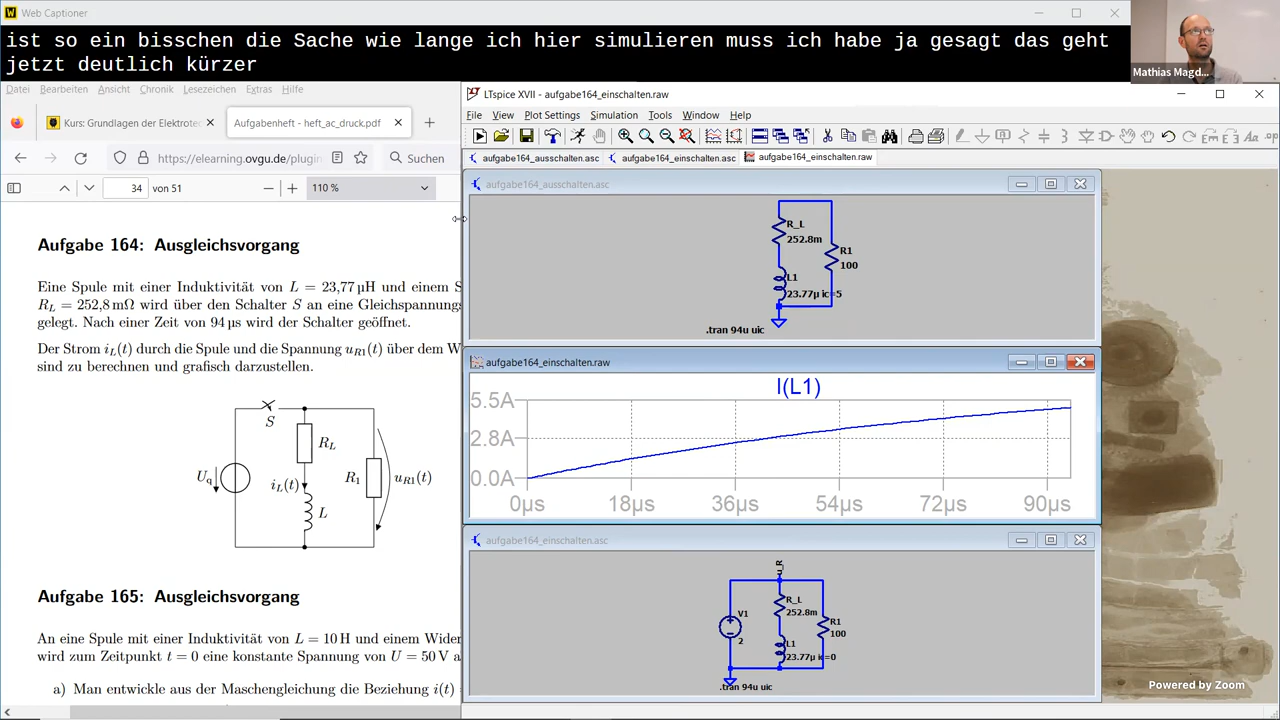 Web Captioner
ist so ein bisschen die Sache wie lange ich hier simulieren muss ich habe ja gesagt das geht
jetzt deutlich kürzer
Mathias Magd...
Datei Bearbeiten Ansicht Chronik Lesezeichen Extras Hilfe
Kurs: Grundlagen der Elektrote
Aufgabenheft - heft_ac_druck.pdf
https://elearning.ovgu.de/plugin
Suchen
34 von 51
110 %
Aufgabe 164: Ausgleichsvorgang
Eine Spule mit einer Induktivität von L = 23,77 µH und einem S
R_L = 252,8 mΩ wird über den Schalter S an eine Gleichspannungs
gelegt. Nach einer Zeit von 94 µs wird der Schalter geöffnet.
Der Strom i_L(t) durch die Spule und die Spannung u_R1(t) über dem W
sind zu berechnen und grafisch darzustellen.
S
R_L
U_q
i_L(t)
R_1
u_R1(t)
L
Aufgabe 165: Ausgleichsvorgang
An eine Spule mit einer Induktivität von L = 10 H und einem Wider
wird zum Zeitpunkt t = 0 eine konstante Spannung von U = 50 V a
a) Man entwickle aus der Maschengleichung die Beziehung i(t)
LTspice XVII - aufgabe164_einschalten.raw
File View Plot Settings Simulation Tools Window Help
aufgabe164_ausschalten.asc
aufgabe164_einschalten.asc
aufgabe164_einschalten.raw
aufgabe164_ausschalten.asc
R_L
252.8m
R1
100
L1
23.77µ ic=5
.tran 94u uic
aufgabe164_einschalten.raw
I(L1)
5.5A
2.8A
0.0A
0µs 18µs 36µs 54µs 72µs 90µs
aufgabe164_einschalten.asc
V1
2
R_L
252.8m
R1
100
L1
23.77µ ic=0
.tran 94u uic
Powered by Zoom